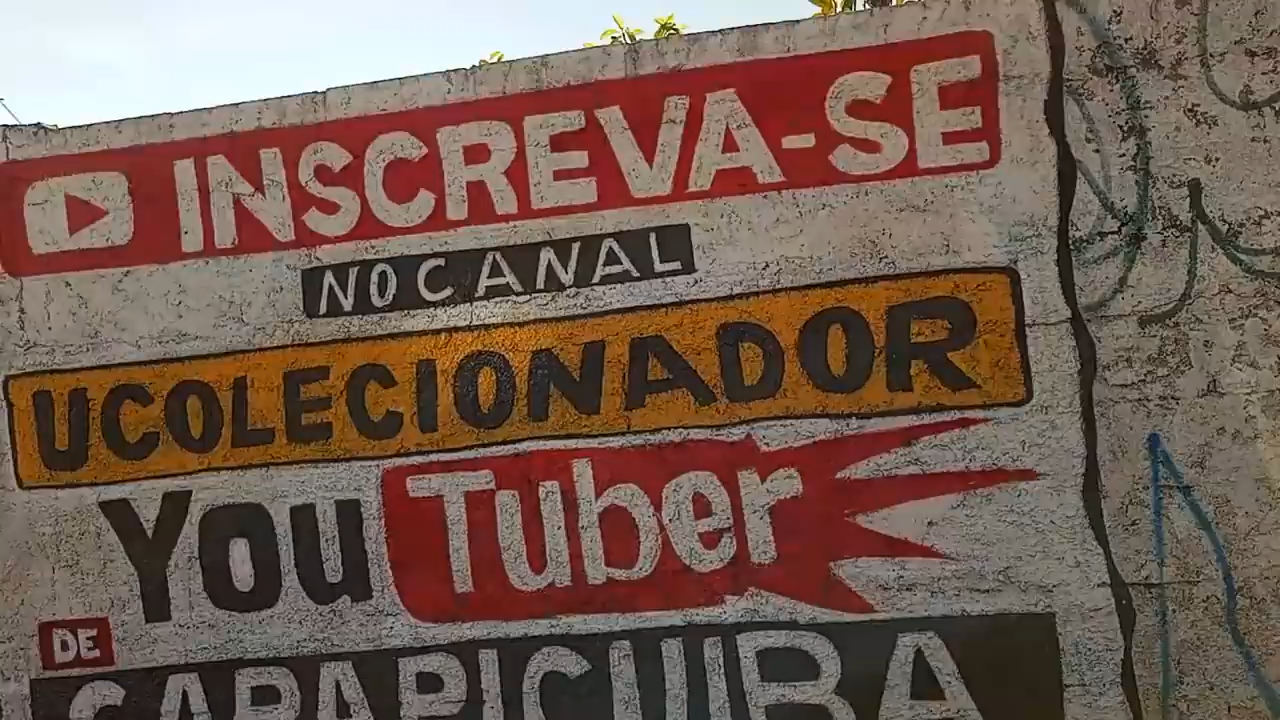 INSCREVA-SE
NO CANAL
UCOLECIONADOR
YouTuber
DE
CARAPICUIBA